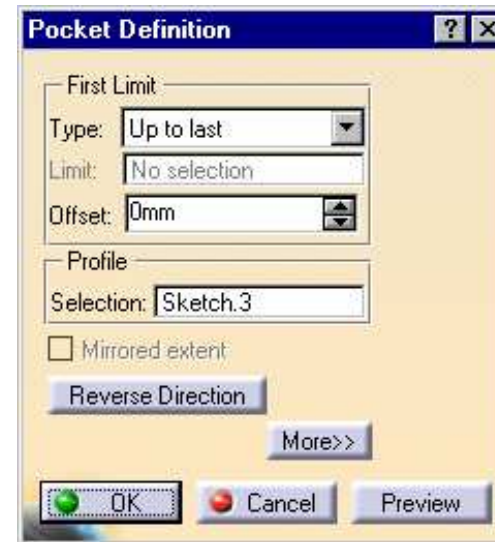 Pocket Definition ? X
First Limit
Type: Up to last
Limit: No selection
Offset: 0mm
Profile
Selection: Sketch.3
Mirrored extent
Reverse Direction
More>>
OK Cancel Preview